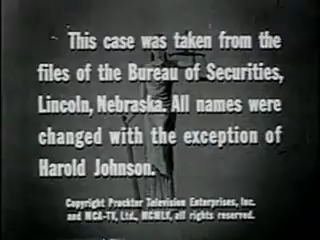 This case was taken from the
files of the Bureau of Securities,
Lincoln, Nebraska. All names were
changed with the exception of
Harold Johnson.
Copyright Procktor Television Enterprises, Inc.
and MCA-TV, Ltd., MCMLV, all rights reserved.